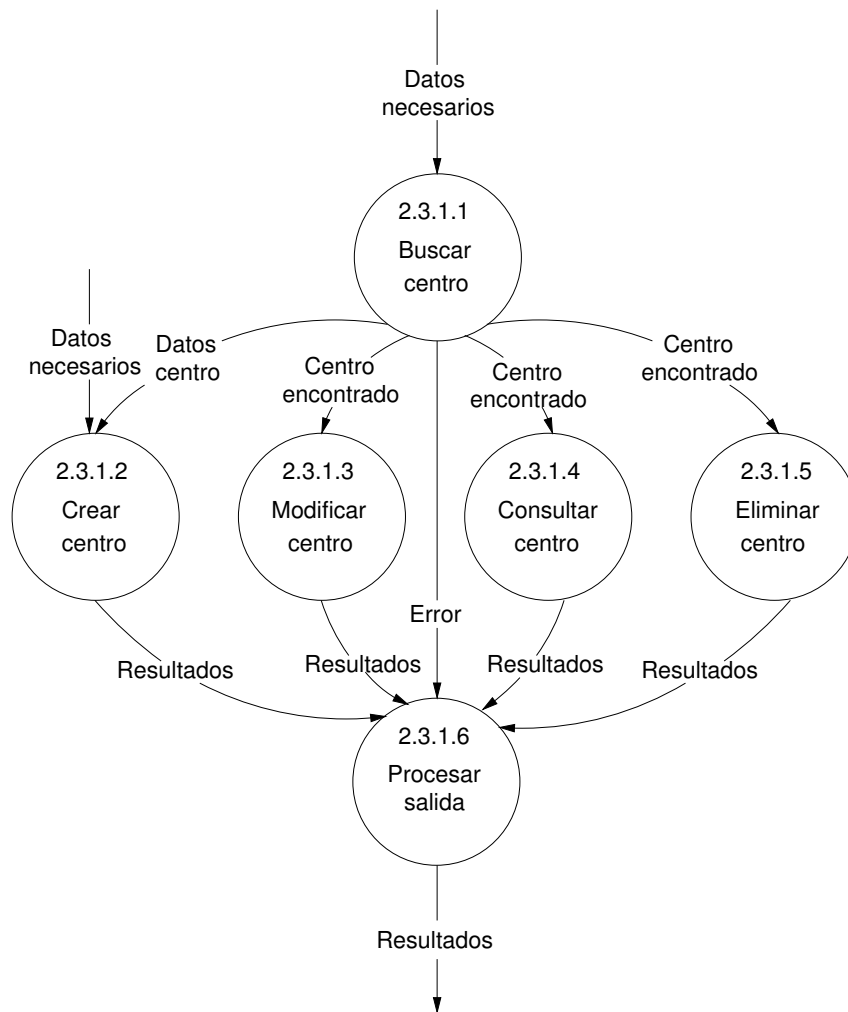 Datos
necesarios
2.3.1.1
Buscar
centro
Datos
necesarios
Datos
centro
Centro
encontrado
Centro
encontrado
Centro
encontrado
2.3.1.2
Crear
centro
2.3.1.3
Modificar
centro
2.3.1.4
Consultar
centro
2.3.1.5
Eliminar
centro
Error
Resultados
Resultados
Resultados
Resultados
2.3.1.6
Procesar
salida
Resultados